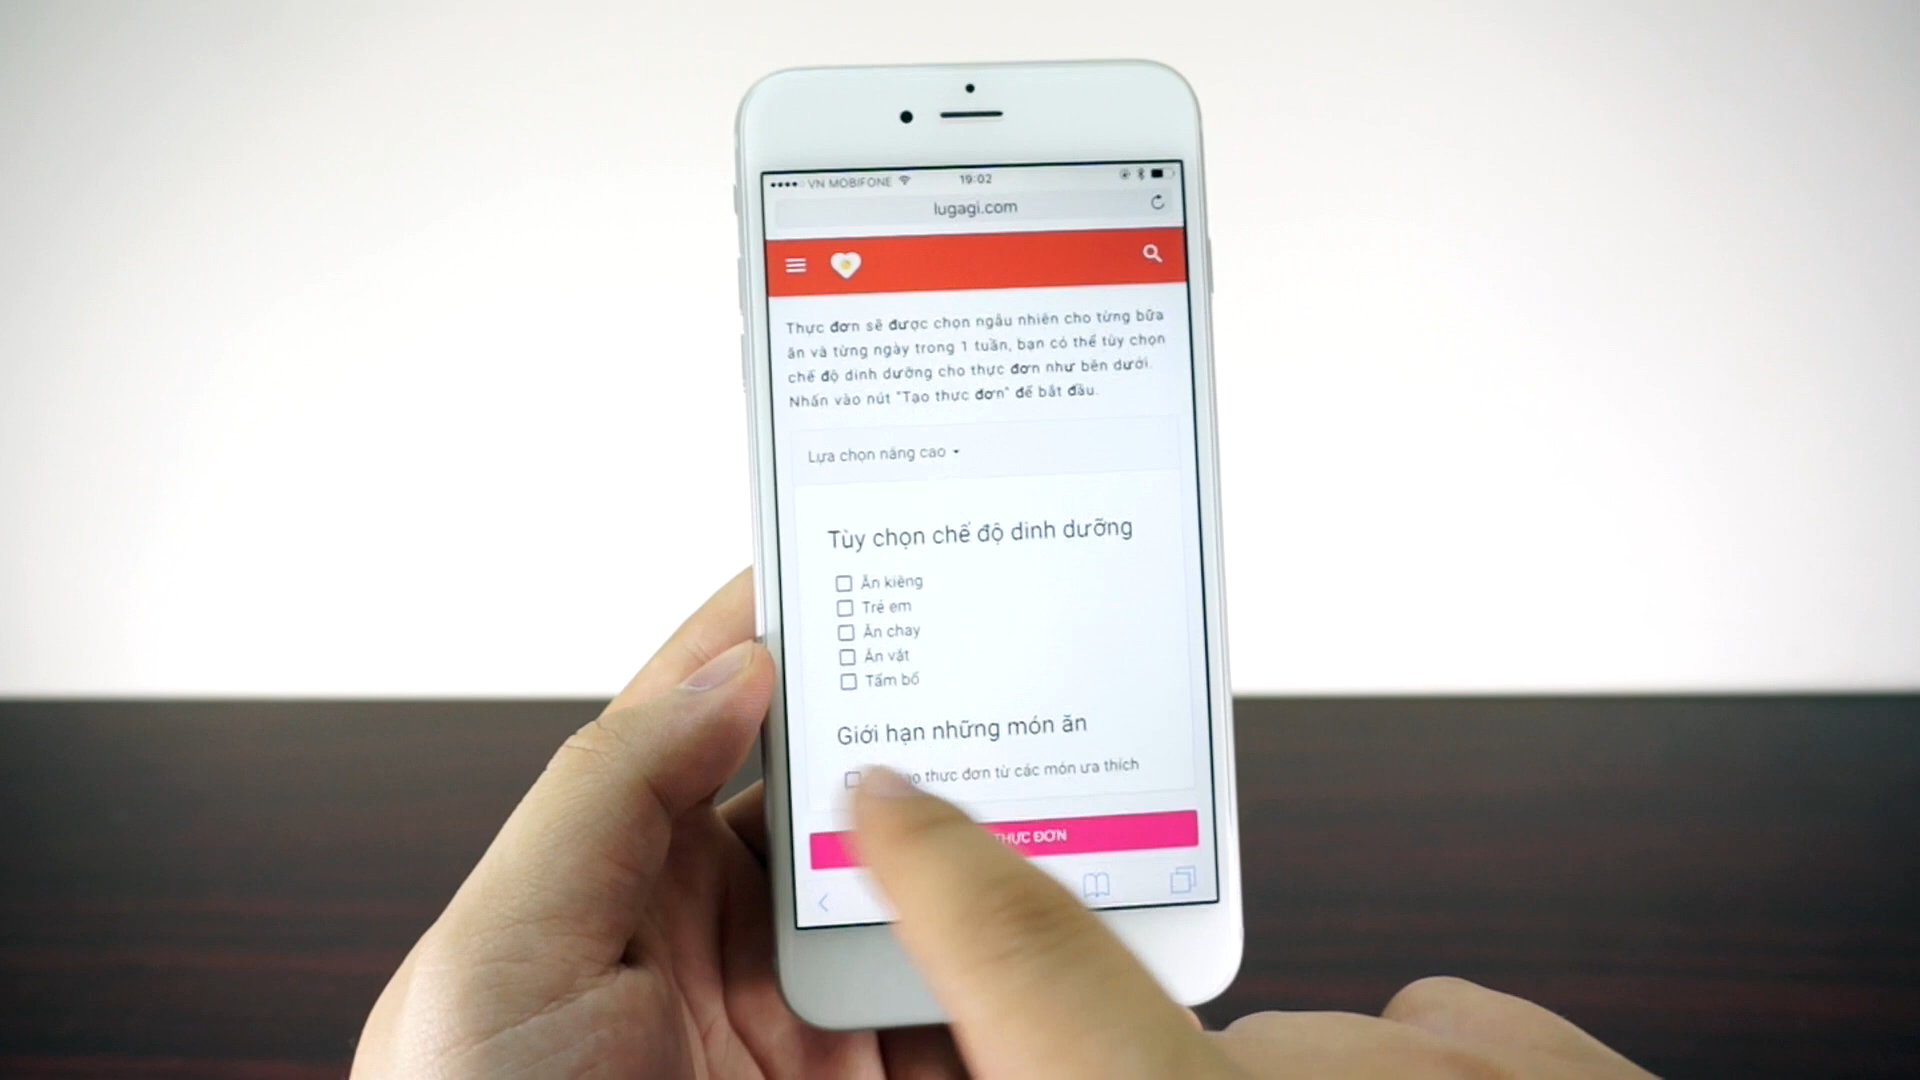 VN MOBIFONE 19:02
lugagi.com
Thực đơn sẽ được chọn ngẫu nhiên cho từng bữa
ăn và từng ngày trong 1 tuần, bạn có thể tùy chọn
chế độ dinh dưỡng cho thực đơn như bên dưới.
Nhấn vào nút "Tạo thực đơn" để bắt đầu.
Lựa chọn nâng cao
Tùy chọn chế độ dinh dưỡng
Ăn kiêng
Trẻ em
Ăn chay
Ăn vặt
Tẩm bổ
Giới hạn những món ăn
thực đơn từ các món ưa thích
THỰC ĐƠN